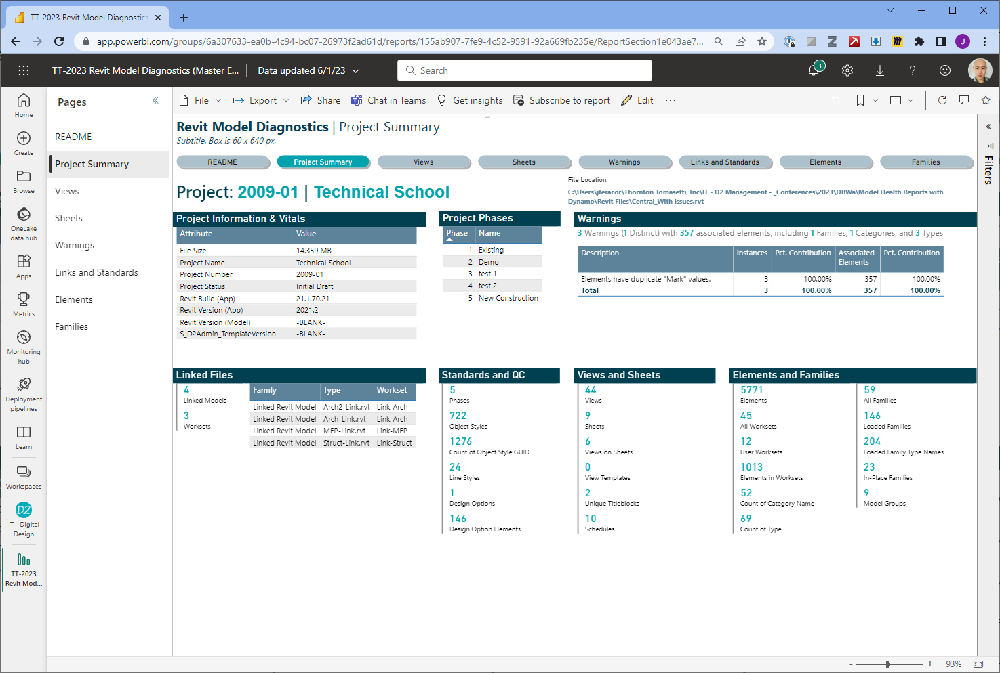 TT-2023 Revit Model Diagnostics
app.powerbi.com/groups/6a307633-ea0b-4c94-bc07-26973f2ad61d/reports/155ab907-7fe9-4c52-9591-92a669fb235e/ReportSection1e043ae7...
J
TT-2023 Revit Model Diagnostics (Master E...
Data updated 6/1/23
Search
3
Home
Create
Browse
OneLake
data hub
Apps
Metrics
Monitoring
hub
Deployment
pipelines
Learn
Workspaces
D2
IT - Digital
Design...
TT-2023
Revit Mod...
Pages
README
Project Summary
Views
Sheets
Warnings
Links and Standards
Elements
Families
File
Export
Share
Chat in Teams
Get insights
Subscribe to report
Edit
...
Revit Model Diagnostics | Project Summary
Subtitle. Box is 60 x 640 px.
README
Project Summary
Views
Sheets
Warnings
Links and Standards
Elements
Families
Filters
Project: 2009-01 | Technical School
File Location:
C:\Users\jferacor\Thornton Tomasetti, Inc\IT - D2 Management - _Conferences\2023\DBWa\Model Health Reports with
Dynamo\Revit Files\Central_With issues.rvt
Project Information & Vitals
Attribute Value
File Size 14.359 MB
Project Name Technical School
Project Number 2009-01
Project Status Initial Draft
Revit Build (App) 21.1.70.21
Revit Version (App) 2021.2
Revit Version (Model) -BLANK-
S_D2Admin_TemplateVersion -BLANK-
Project Phases
Phase Name
1 Existing
2 Demo
3 test 1
4 test 2
5 New Construction
Warnings
3 Warnings (1 Distinct) with 357 associated elements, including 1 Families, 1 Categories, and 3 Types
Description Instances Pct. Contribution Associated Elements Pct. Contribution
Elements have duplicate "Mark" values. 3 100.00% 357 100.00%
Total 3 100.00% 357 100.00%
Linked Files
4
Linked Models
3
Worksets
Family Type Workset
Linked Revit Model Arch2-Link.rvt Link-Arch
Linked Revit Model Arch-Link.rvt Link-Arch
Linked Revit Model MEP-Link.rvt Link-MEP
Linked Revit Model Struct-Link.rvt Link-Struct
Standards and QC
5
Phases
722
Object Styles
1276
Count of Object Style GUID
24
Line Styles
1
Design Options
146
Design Option Elements
Views and Sheets
44
Views
9
Sheets
6
Views on Sheets
0
View Templates
2
Unique Titleblocks
10
Schedules
Elements and Families
5771
Elements
45
All Worksets
12
User Worksets
1013
Elements in Worksets
52
Count of Category Name
69
Count of Type
59
All Families
146
Loaded Families
204
Loaded Family Type Names
23
In-Place Families
9
Model Groups
- + 93%